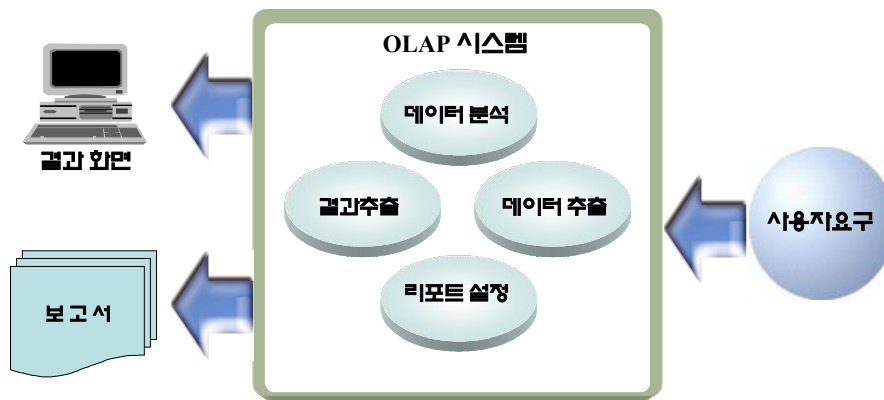 OLAP 시스템
데이터 분석
결과추출
데이터 추출
리포트 설정
결과 화면
보고서
사용자요구